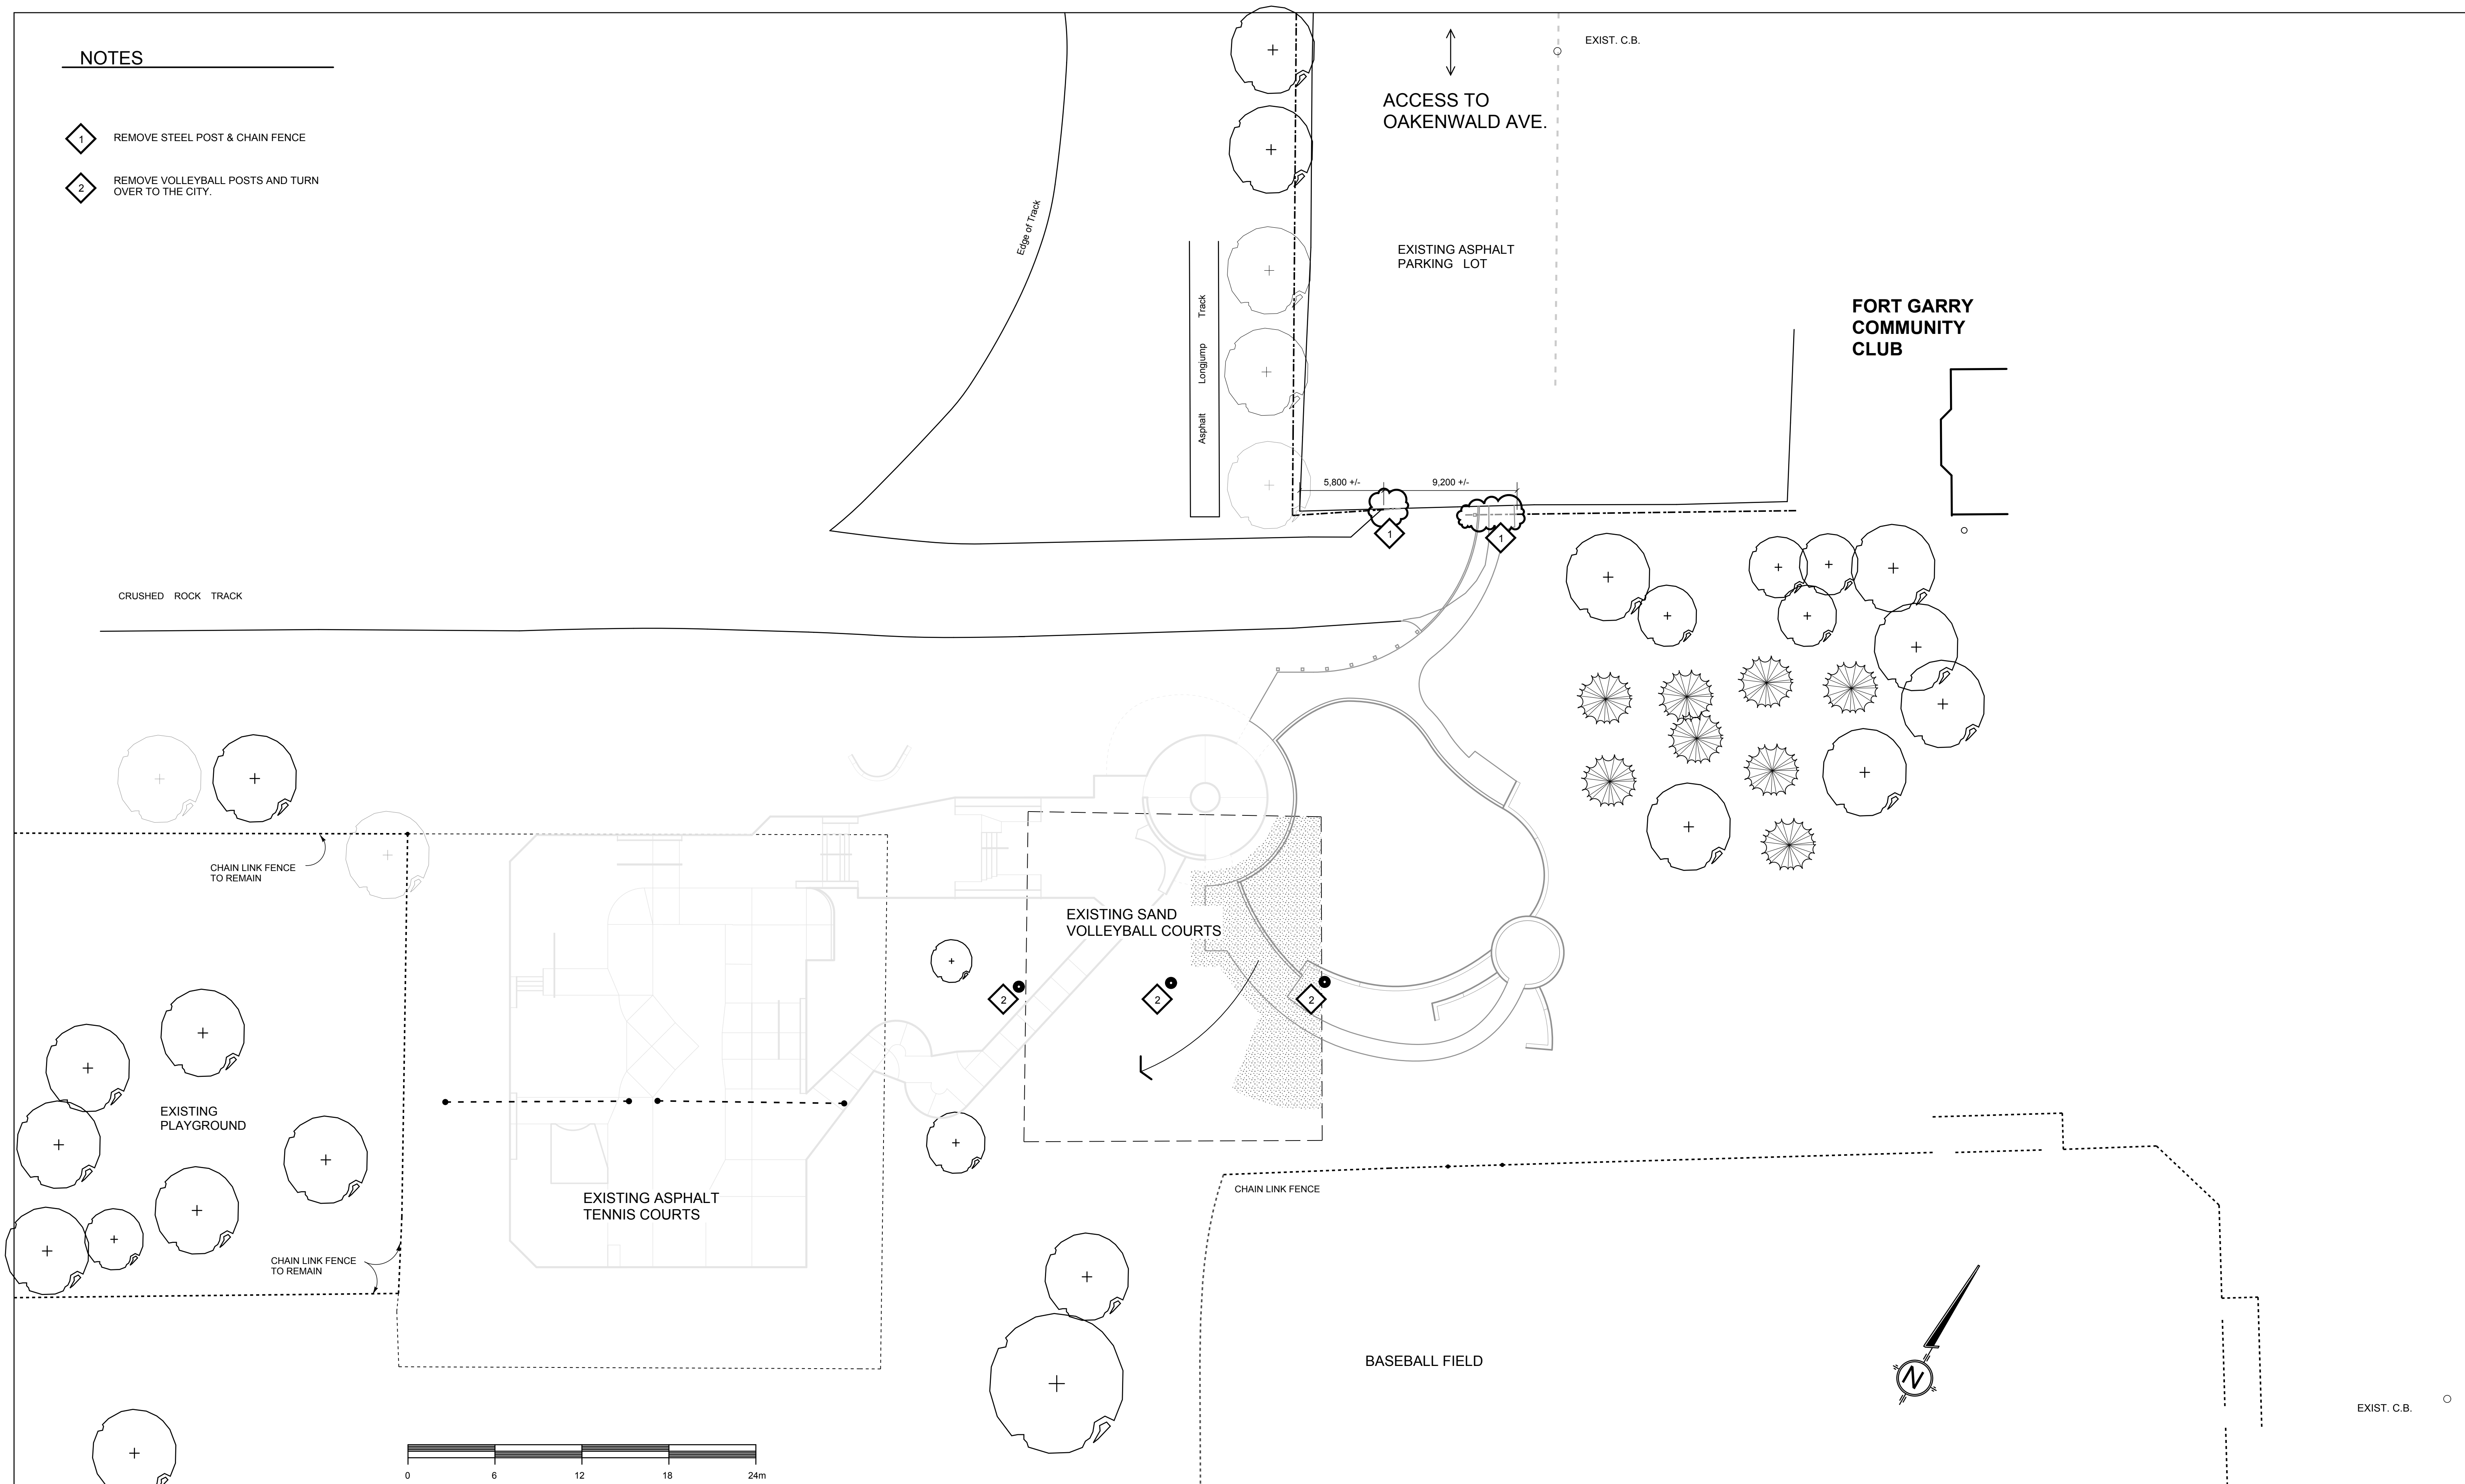 NOTES
1
REMOVE STEEL POST & CHAIN FENCE
2
REMOVE VOLLEYBALL POSTS AND TURN
OVER TO THE CITY.
EXIST. C.B.
ACCESS TO
OAKENWALD AVE.
Edge of Track
EXISTING ASPHALT
PARKING LOT
Asphalt Longjump Track
FORT GARRY
COMMUNITY
CLUB
5,800 +/-
9,200 +/-
1
1
CRUSHED ROCK TRACK
CHAIN LINK FENCE
TO REMAIN
EXISTING SAND
VOLLEYBALL COURTS
2
2
2
EXISTING
PLAYGROUND
EXISTING ASPHALT
TENNIS COURTS
CHAIN LINK FENCE
CHAIN LINK FENCE
TO REMAIN
BASEBALL FIELD
N
EXIST. C.B.
0 6 12 18 24m